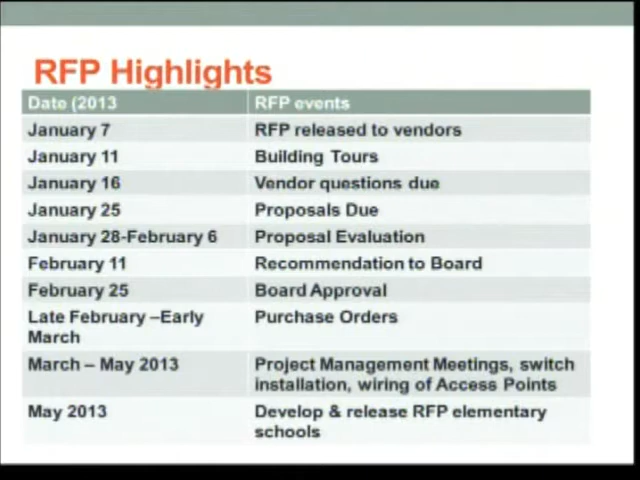 RFP Highlights
Date (2013 RFP events
January 7 RFP released to vendors
January 11 Building Tours
January 16 Vendor questions due
January 25 Proposals Due
January 28-February 6 Proposal Evaluation
February 11 Recommendation to Board
February 25 Board Approval
Late February –Early Purchase Orders
March
March – May 2013 Project Management Meetings, switch
installation, wiring of Access Points
May 2013 Develop & release RFP elementary
schools